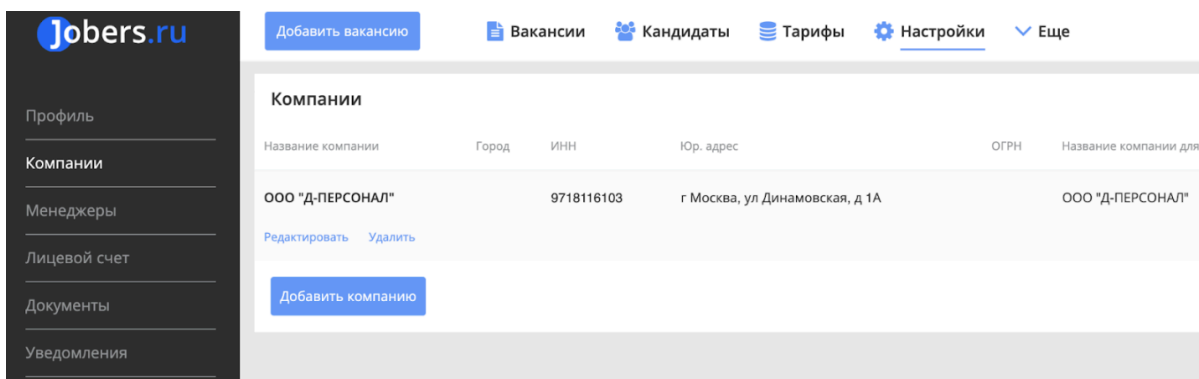 Jobers.ru
Добавить вакансию Вакансии Кандидаты Тарифы Настройки Еще
Профиль
Компании
Менеджеры
Лицевой счет
Документы
Уведомления
Компании
Название компании Город ИНН Юр. адрес ОГРН Название компании для
ООО "Д-ПЕРСОНАЛ" 9718116103 г Москва, ул Динамовская, д 1А ООО "Д-ПЕРСОНАЛ"
Редактировать Удалить
Добавить компанию